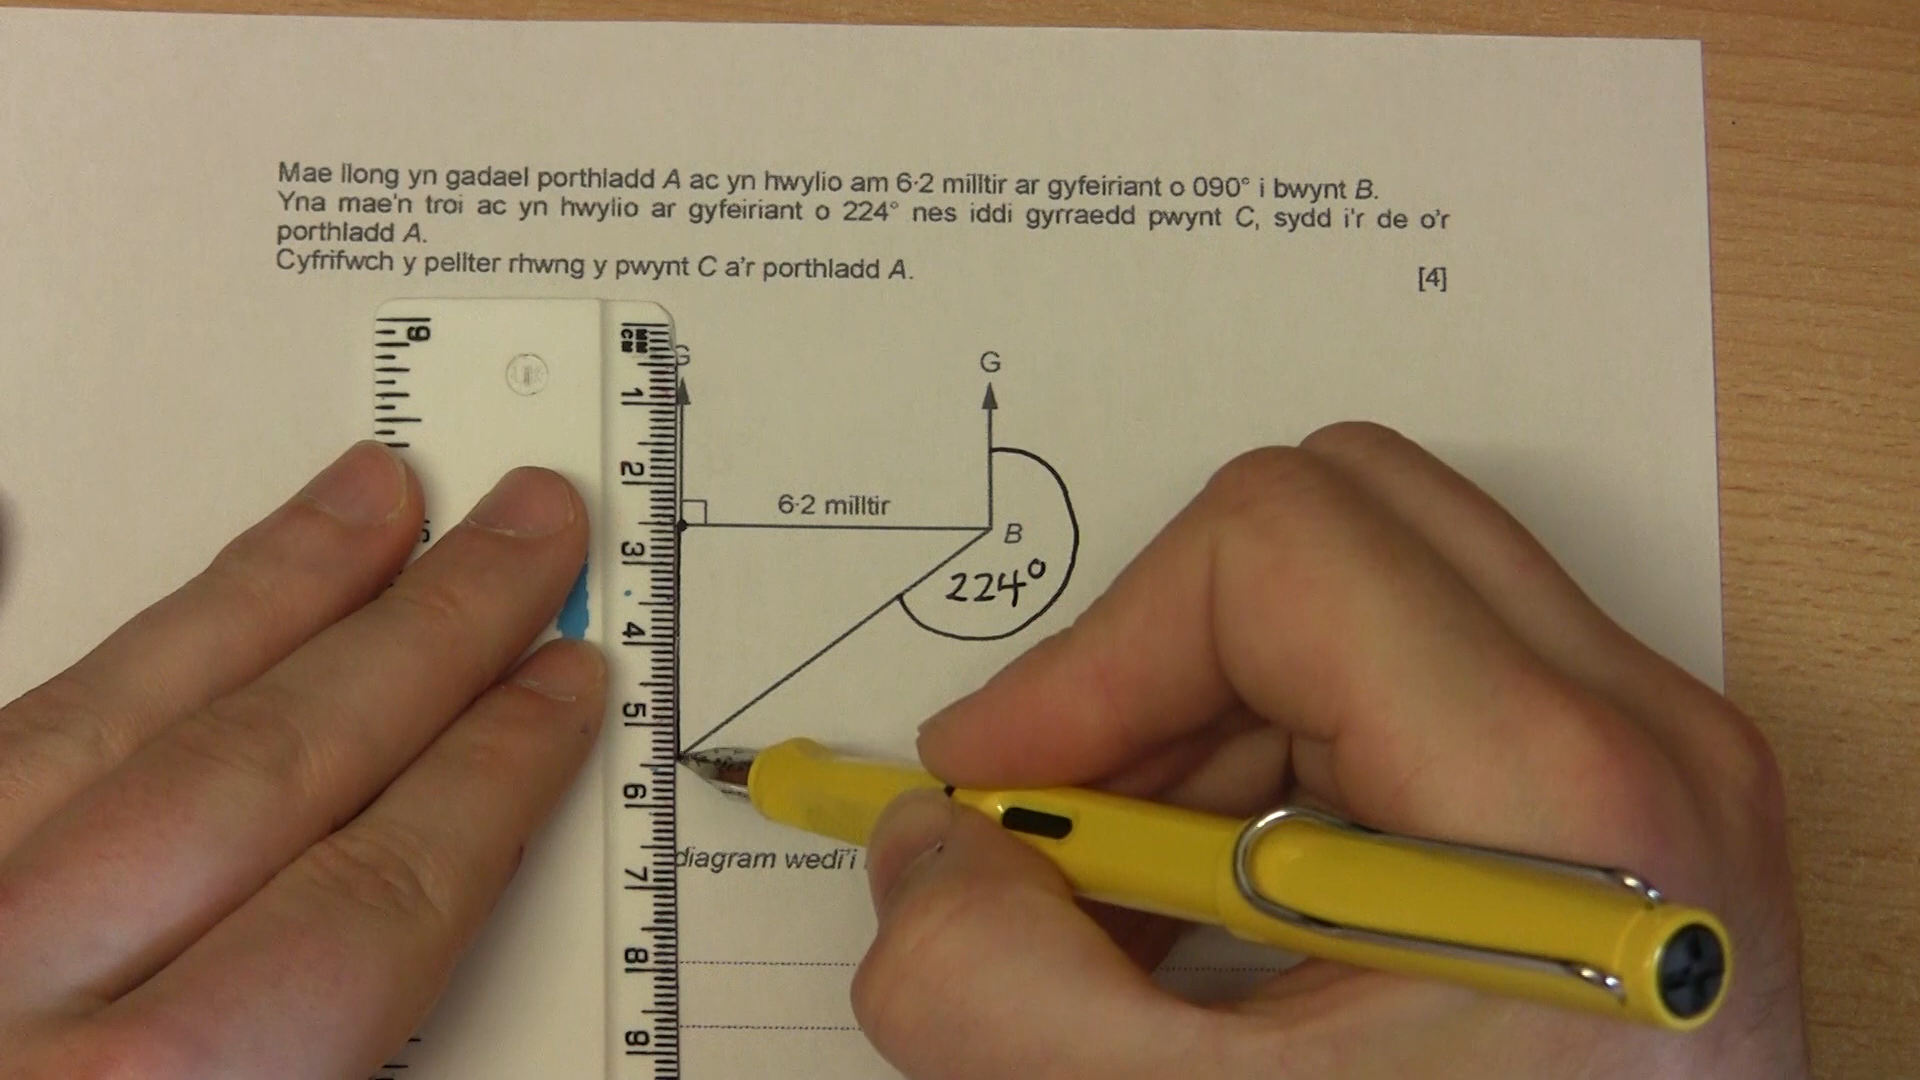 Mae llong yn gadael porthladd A ac yn hwylio am 6·2 milltir ar gyfeiriant o 090° i bwynt B.
Yna mae'n troi ac yn hwylio ar gyfeiriant o 224° nes iddi gyrraedd pwynt C, sydd i'r de o'r
porthladd A.
Cyfrifwch y pellter rhwng y pwynt C a'r porthladd A.
[4]
G
G
6·2 milltir
B
224°
diagram wedi'i
MM
CM
1
2
3
4
5
6
7
8
9